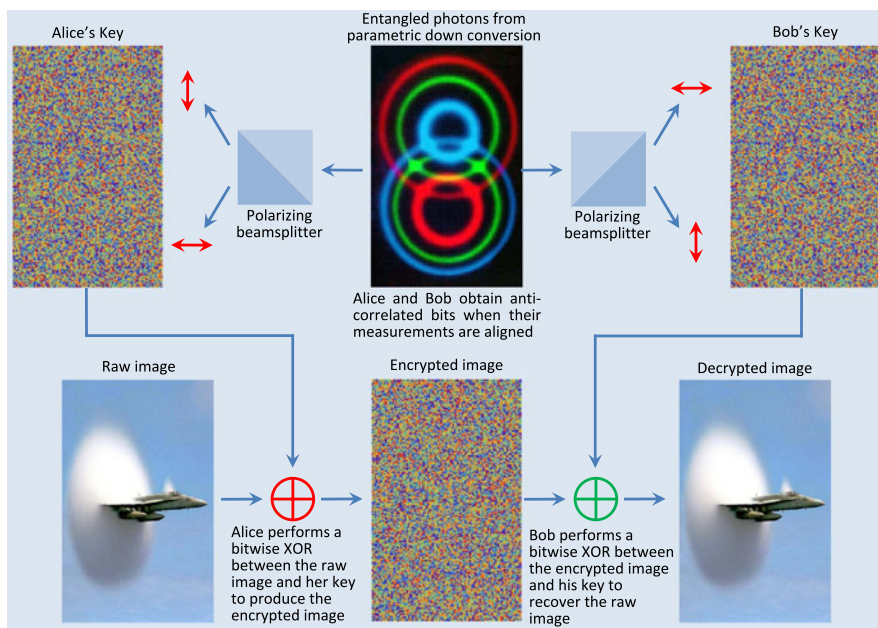 Alice's Key
Entangled photons from
parametric down conversion
Bob's Key
Polarizing
beamsplitter
Polarizing
beamsplitter
Alice and Bob obtain anti-
correlated bits when their
measurements are aligned
Raw image
Encrypted image
Decrypted image
Alice performs a
bitwise XOR
between the raw
image and her key
to produce the
encrypted image
Bob performs a
bitwise XOR between
the encrypted image
and his key to
recover the raw
image